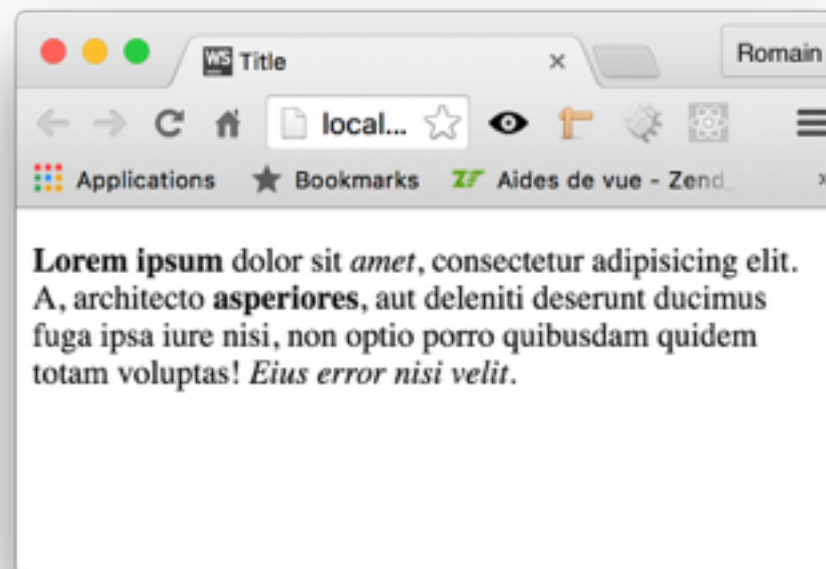 WS Title
Romain
local...
Applications Bookmarks ZF Aides de vue - Zend
Lorem ipsum dolor sit amet, consectetur adipisicing elit.
A, architecto asperiores, aut deleniti deserunt ducimus
fuga ipsa iure nisi, non optio porro quibusdam quidem
totam voluptas! Eius error nisi velit.